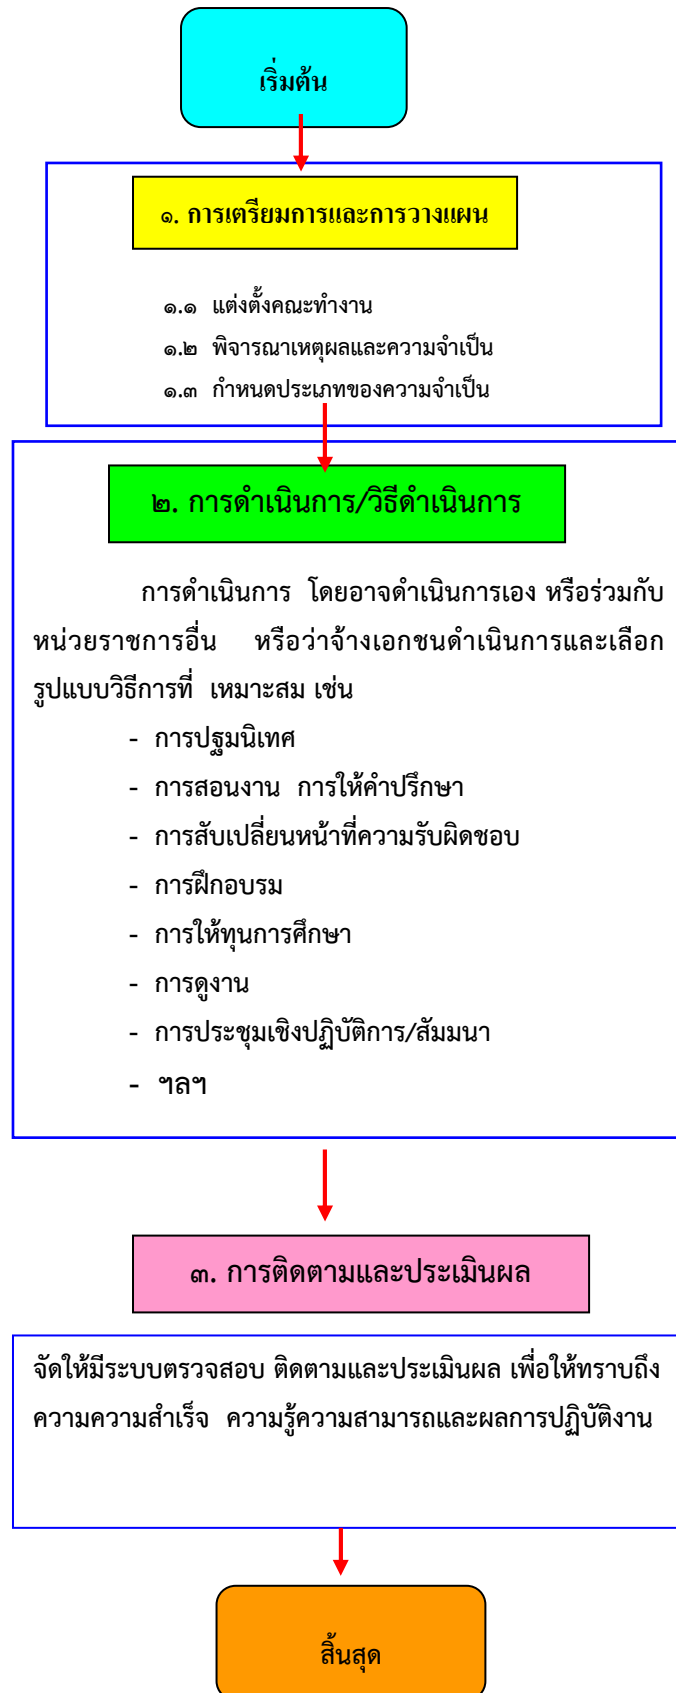 เริ่มต้น
๑. การเตรียมการและการวางแผน
๑.๑ แต่งตั้งคณะทำงาน
๑.๒ พิจารณาเหตุผลและความจำเป็น
๑.๓ กำหนดประเภทของความจำเป็น
๒. การดำเนินการ/วิธีดำเนินการ
การดำเนินการ โดยอาจดำเนินการเอง หรือร่วมกับ
หน่วยราชการอื่น หรือว่าจ้างเอกชนดำเนินการและเลือก
รูปแบบวิธีการที่ เหมาะสม เช่น
- การปฐมนิเทศ
- การสอนงาน การให้คำปรึกษา
- การสับเปลี่ยนหน้าที่ความรับผิดชอบ
- การฝึกอบรม
- การให้ทุนการศึกษา
- การดูงาน
- การประชุมเชิงปฏิบัติการ/สัมมนา
- ฯลฯ
๓. การติดตามและประเมินผล
จัดให้มีระบบตรวจสอบ ติดตามและประเมินผล เพื่อให้ทราบถึง
ความความสำเร็จ ความรู้ความสามารถและผลการปฏิบัติงาน
สิ้นสุด